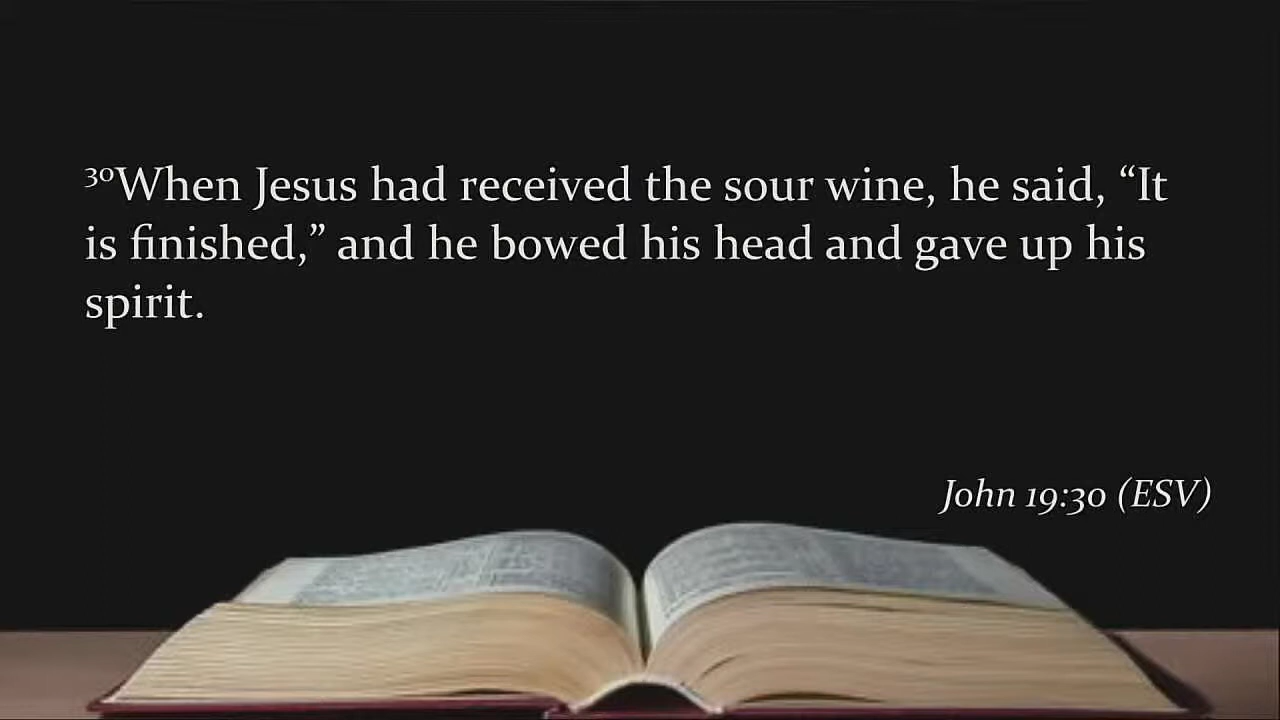 ³⁰When Jesus had received the sour wine, he said, “It
is finished,” and he bowed his head and gave up his
spirit.
John 19:30 (ESV)